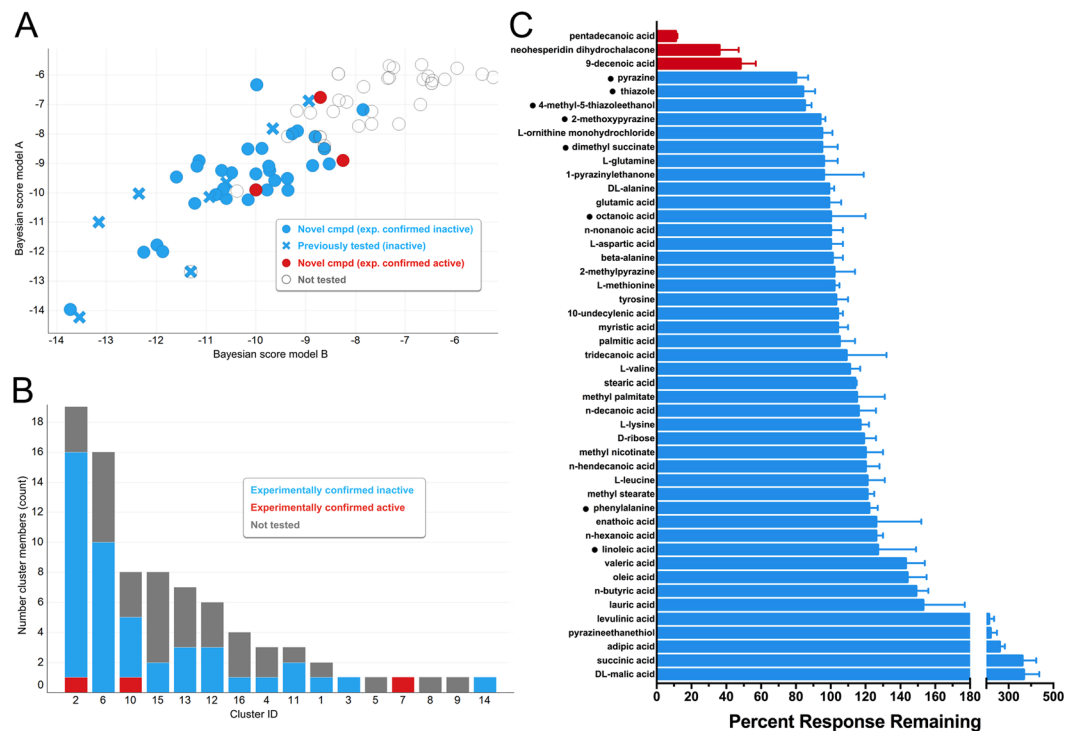 A
-6
-7
-8
-9
-10
-11
-12
-13
-14
Bayesian score model A
-14
-13
-12
-11
-10
-9
-8
-7
-6
Bayesian score model B
Novel cmpd (exp. confirmed inactive)
Previously tested (inactive)
Novel cmpd (exp. confirmed active)
Not tested
B
18
16
14
12
10
8
6
4
2
0
Number cluster members (count)
Experimentally confirmed inactive
Experimentally confirmed active
Not tested
2
6
10
15
13
12
16
4
11
1
3
5
7
8
9
14
Cluster ID
C
pentadecanoic acid
neohesperidin dihydrochalcone
9-decenoic acid
● pyrazine
● thiazole
● 4-methyl-5-thiazoleethanol
● 2-methoxypyrazine
L-ornithine monohydrochloride
● dimethyl succinate
L-glutamine
1-pyrazinylethanone
DL-alanine
glutamic acid
● octanoic acid
n-nonanoic acid
L-aspartic acid
beta-alanine
2-methylpyrazine
L-methionine
tyrosine
10-undecylenic acid
myristic acid
palmitic acid
tridecanoic acid
L-valine
stearic acid
methyl palmitate
n-decanoic acid
L-lysine
D-ribose
methyl nicotinate
n-hendecanoic acid
L-leucine
methyl stearate
● phenylalanine
enathoic acid
n-hexanoic acid
● linoleic acid
valeric acid
oleic acid
n-butyric acid
lauric acid
levulinic acid
pyrazineethanethiol
adipic acid
succinic acid
DL-malic acid
0
20
40
60
80
100
120
140
160
180
300
400
500
Percent Response Remaining